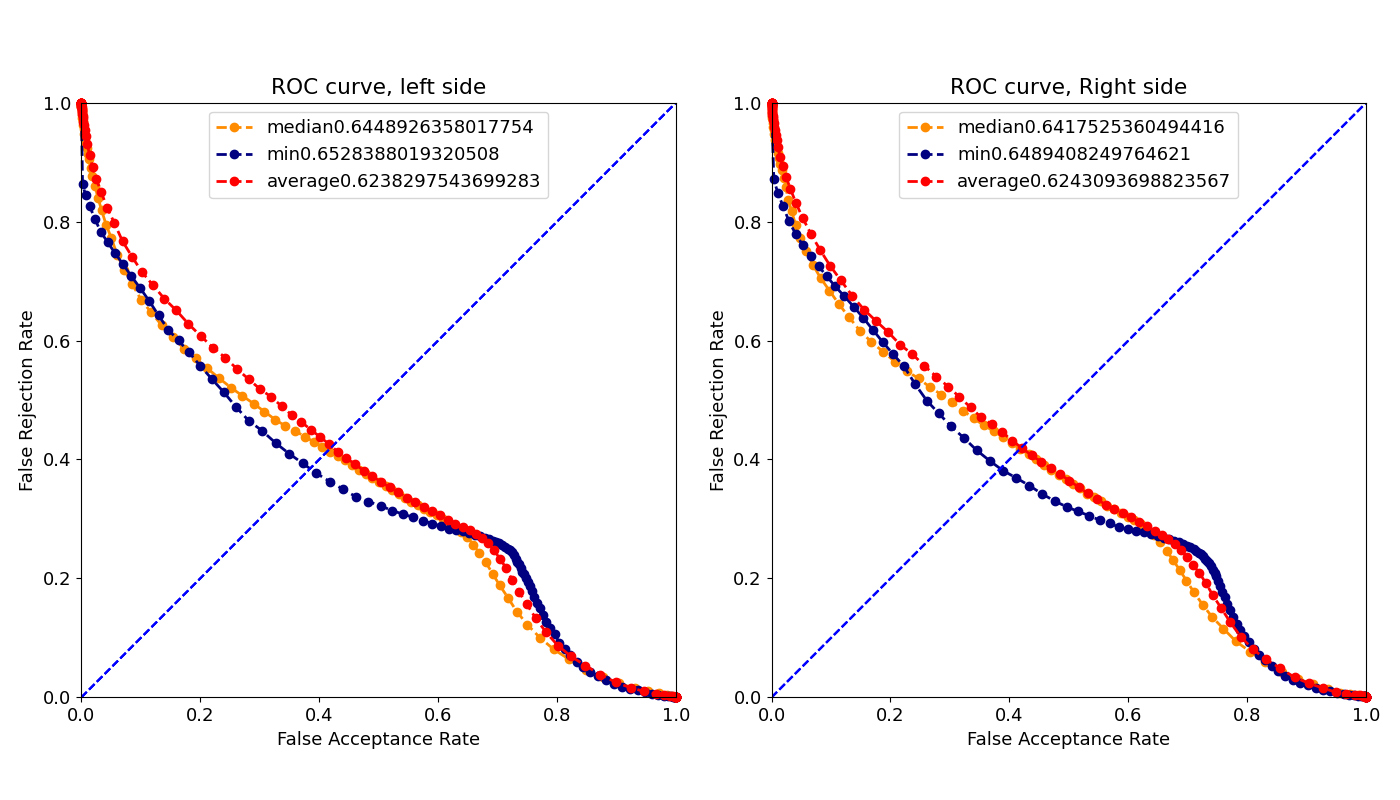 ROC curve, left side
median0.6448926358017754
min0.6528388019320508
average0.6238297543699283
1.0
0.8
0.6
0.4
0.2
0.0
False Rejection Rate
0.0 0.2 0.4 0.6 0.8 1.0
False Acceptance Rate
ROC curve, Right side
median0.6417525360494416
min0.6489408249764621
average0.6243093698823567
1.0
0.8
0.6
0.4
0.2
0.0
False Rejection Rate
0.0 0.2 0.4 0.6 0.8 1.0
False Acceptance Rate